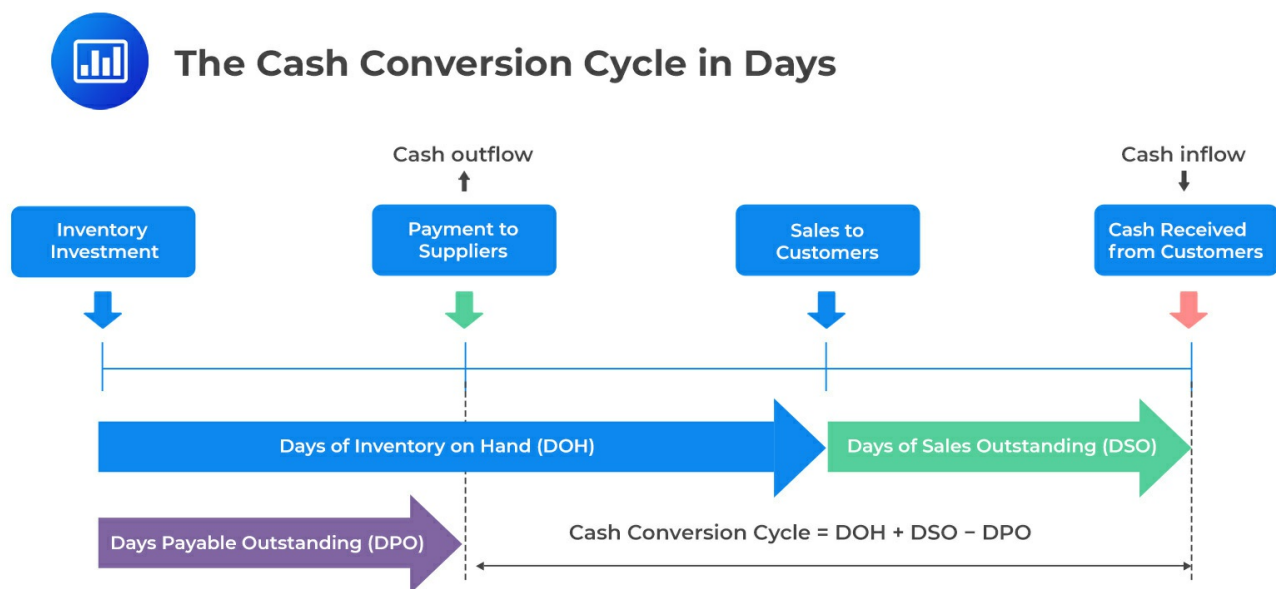 The Cash Conversion Cycle in Days
Cash outflow
Cash inflow
Inventory
Investment
Payment to
Suppliers
Sales to
Customers
Cash Received
from Customers
Days of Inventory on Hand (DOH)
Days of Sales Outstanding (DSO)
Days Payable Outstanding (DPO)
Cash Conversion Cycle = DOH + DSO − DPO